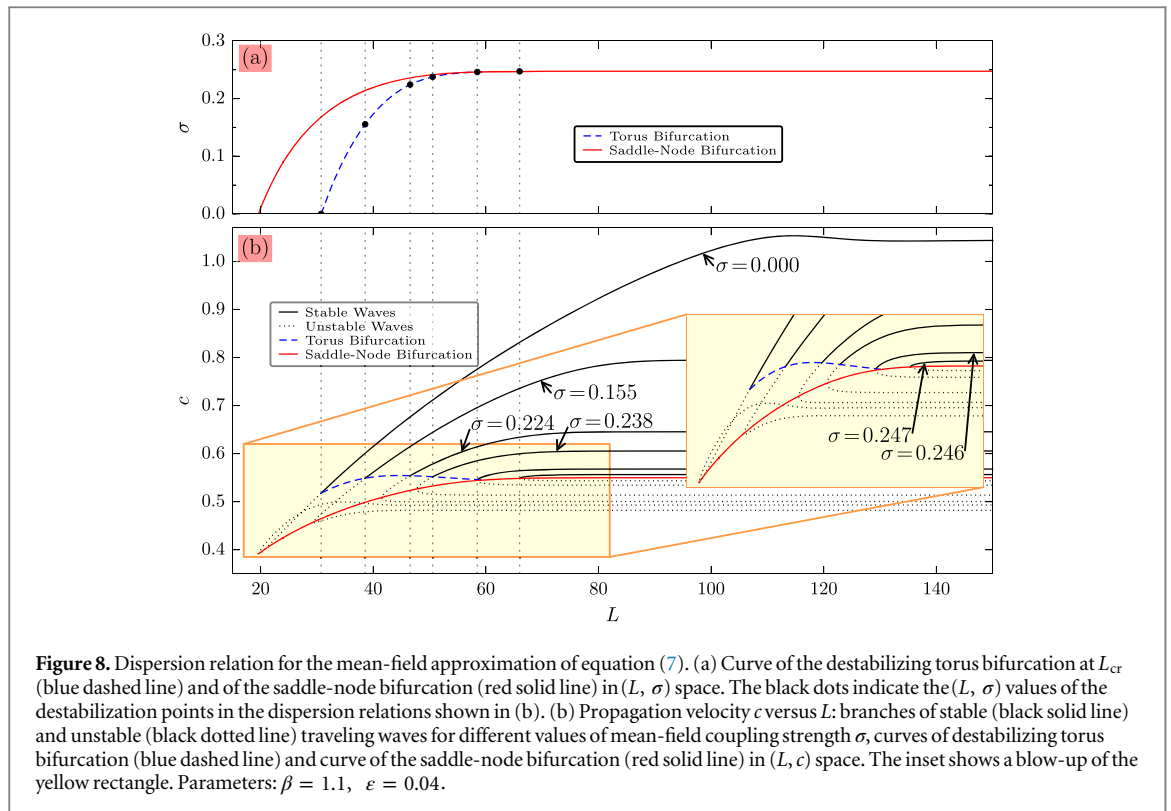 0.3
(a)
0.2
σ
0.1
0.0
Torus Bifurcation
Saddle-Node Bifurcation
(b)
1.0
0.9
0.8
0.7
0.6
0.5
0.4
c
σ=0.000
Stable Waves
Unstable Waves
Torus Bifurcation
Saddle-Node Bifurcation
σ=0.155
σ=0.224
σ=0.238
σ=0.247
σ=0.246
20 40 60 80 100 120 140
L
Figure 8. Dispersion relation for the mean-field approximation of equation (7). (a) Curve of the destabilizing torus bifurcation at L_cr
(blue dashed line) and of the saddle-node bifurcation (red solid line) in (L, σ) space. The black dots indicate the (L, σ) values of the
destabilization points in the dispersion relations shown in (b). (b) Propagation velocity c versus L: branches of stable (black solid line)
and unstable (black dotted line) traveling waves for different values of mean-field coupling strength σ, curves of destabilizing torus
bifurcation (blue dashed line) and curve of the saddle-node bifurcation (red solid line) in (L, c) space. The inset shows a blow-up of the
yellow rectangle. Parameters: β = 1.1, ε = 0.04.